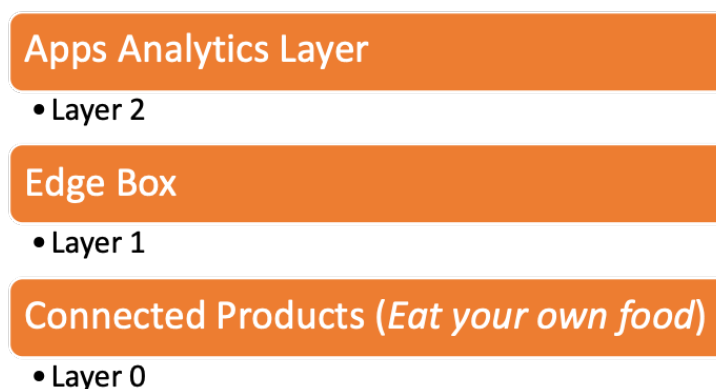 Apps Analytics Layer
• Layer 2
Edge Box
• Layer 1
Connected Products (Eat your own food)
• Layer 0